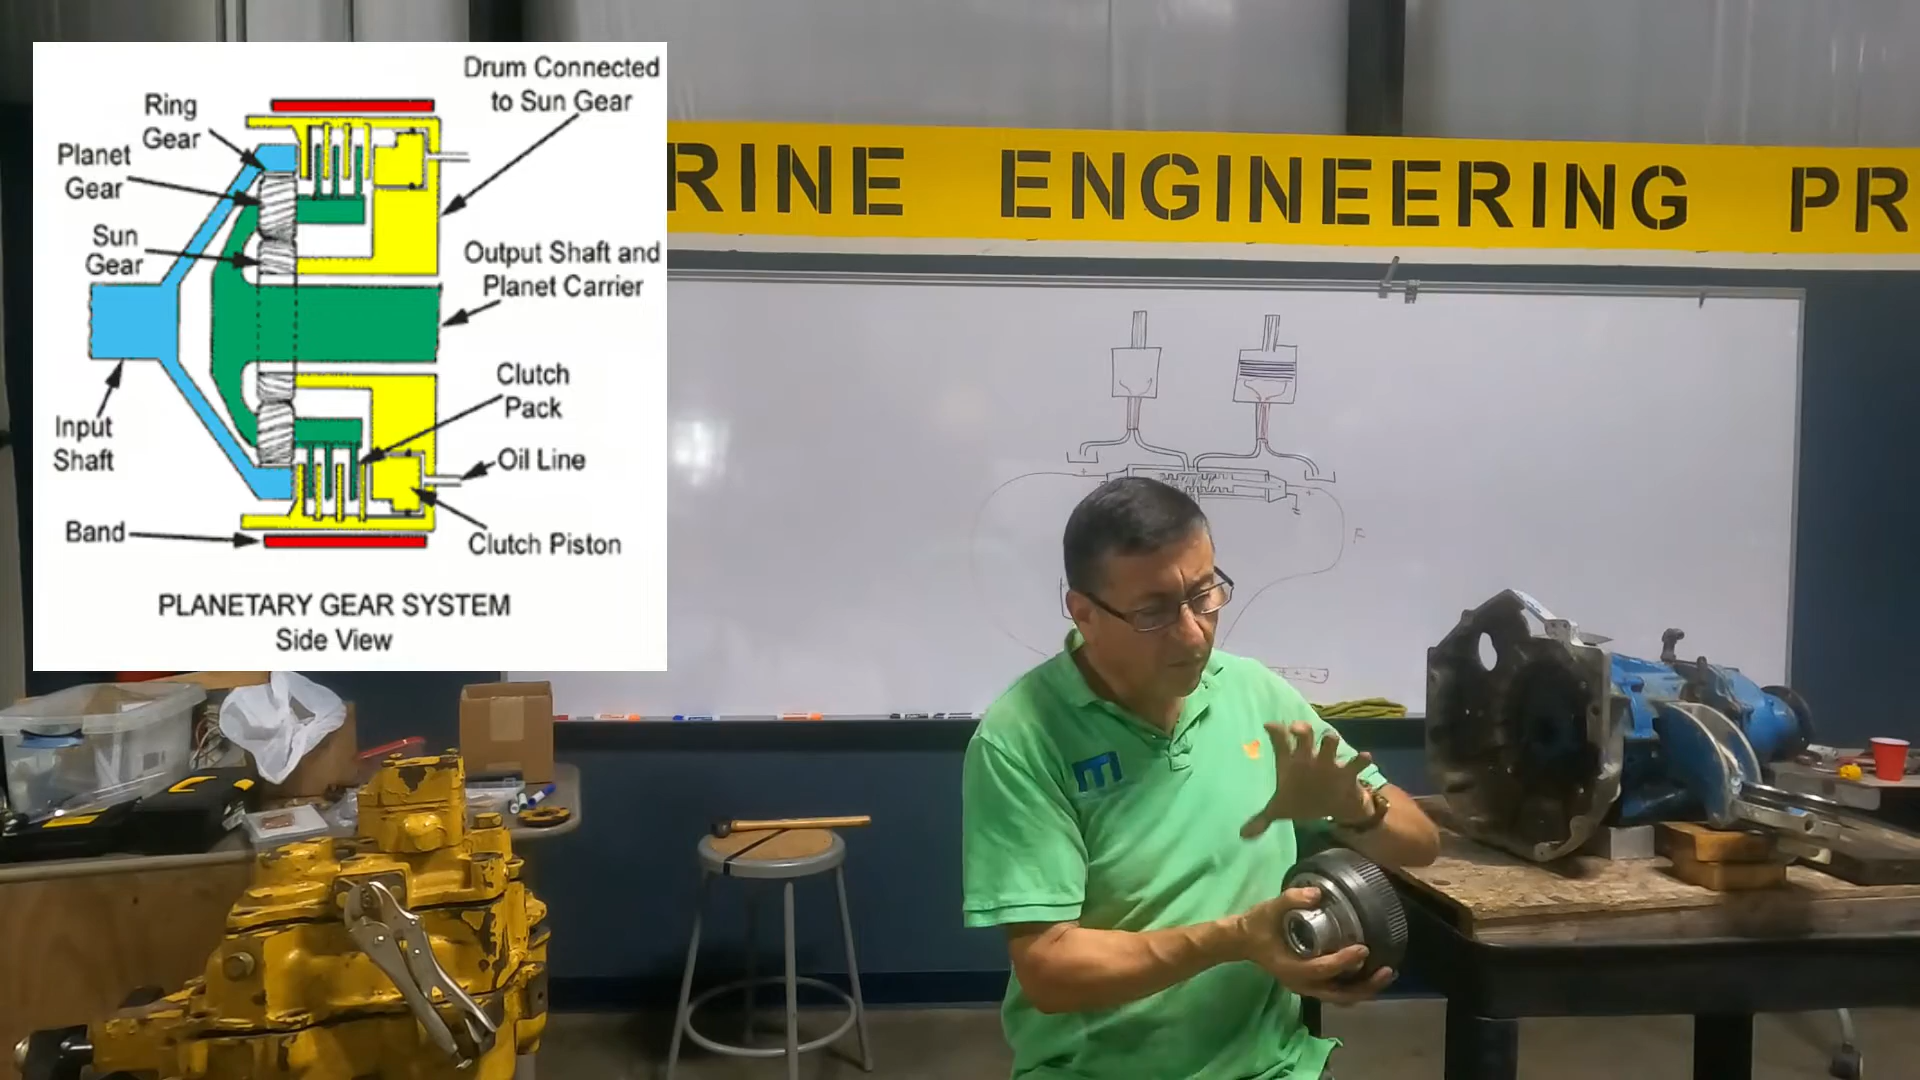 Drum Connected
to Sun Gear
Ring
Gear
Planet
Gear
Sun
Gear
Output Shaft and
Planet Carrier
Clutch
Pack
Input
Shaft
Oil Line
Band
Clutch Piston
PLANETARY GEAR SYSTEM
Side View
RINE ENGINEERING PR
F